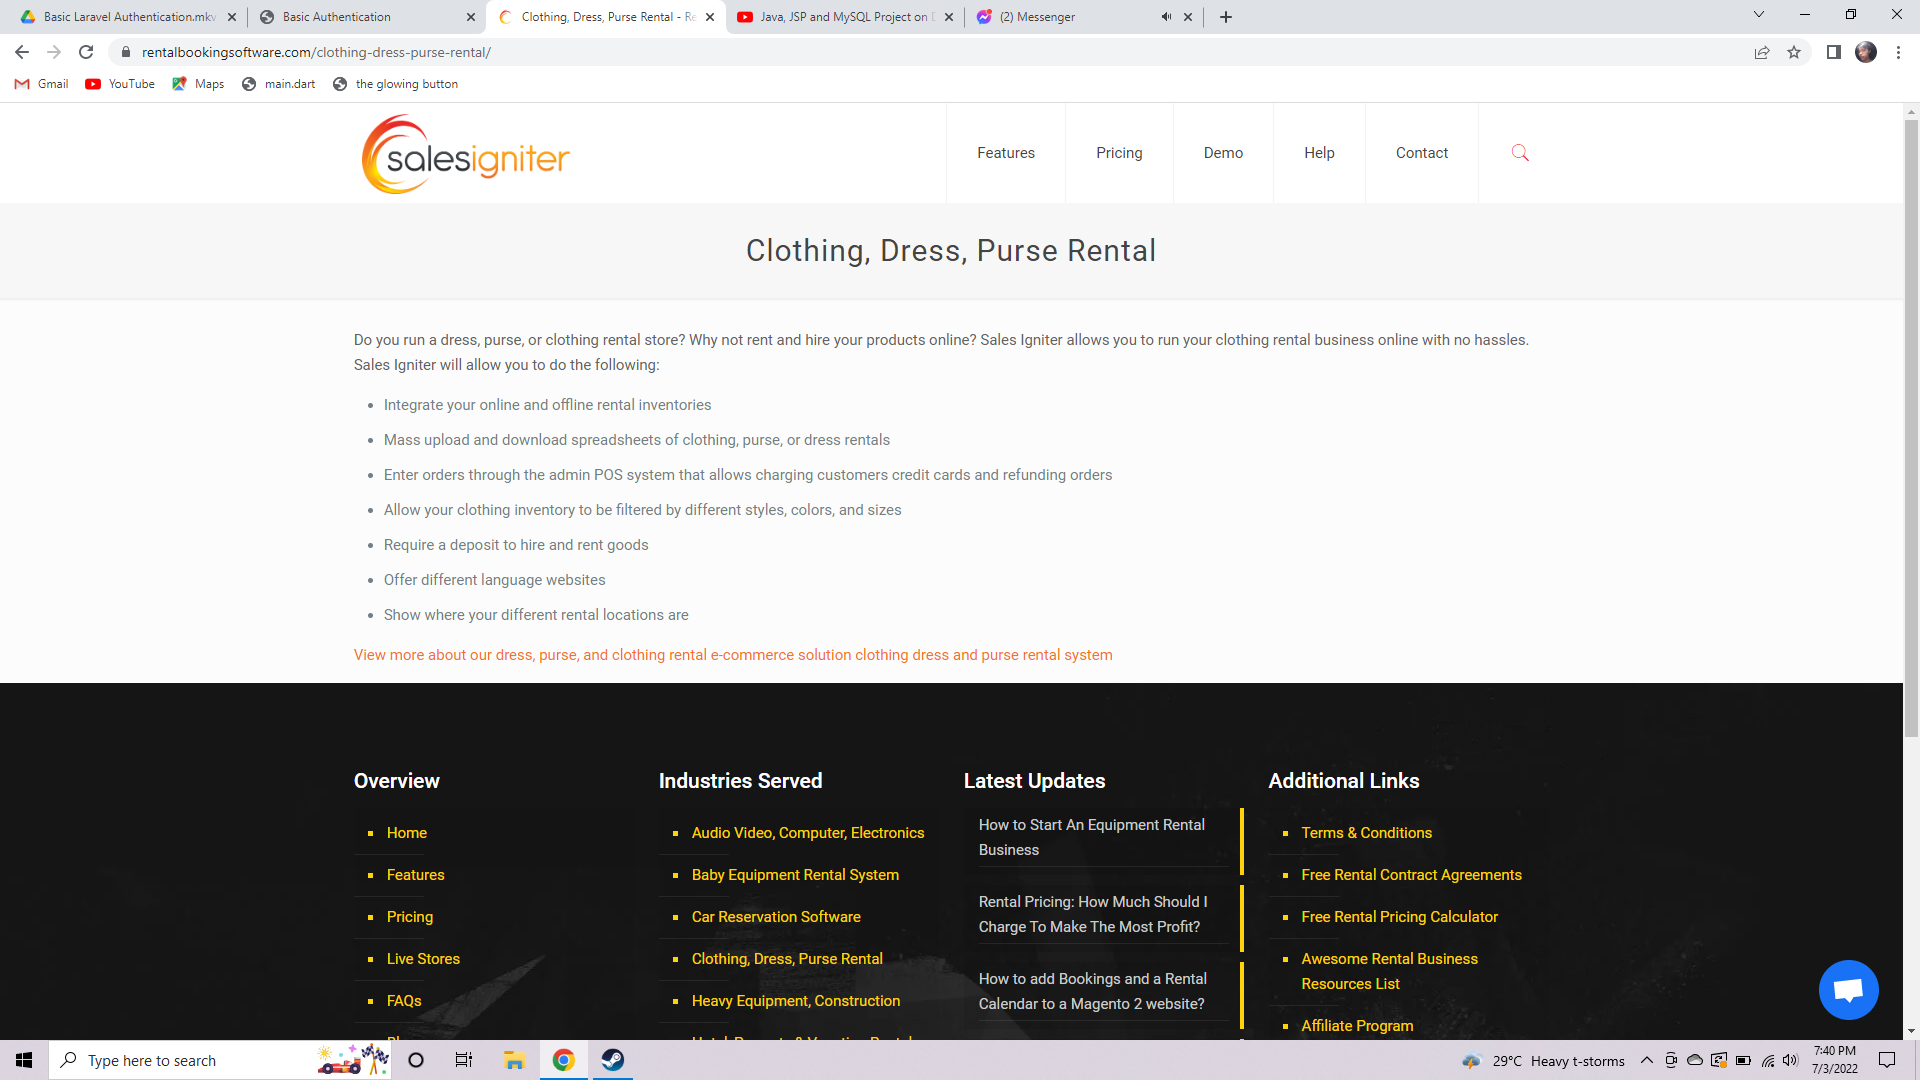 Basic Laravel Authentication.mkv
Basic Authentication
Clothing, Dress, Purse Rental - Re
Java, JSP and MySQL Project on
(2) Messenger
rentalbookingsoftware.com/clothing-dress-purse-rental/
Gmail
YouTube
Maps
main.dart
the glowing button
salesigniter
Features
Pricing
Demo
Help
Contact
Clothing, Dress, Purse Rental
Do you run a dress, purse, or clothing rental store? Why not rent and hire your products online? Sales Igniter allows you to run your clothing rental business online with no hassles.
Sales Igniter will allow you to do the following:
Integrate your online and offline rental inventories
Mass upload and download spreadsheets of clothing, purse, or dress rentals
Enter orders through the admin POS system that allows charging customers credit cards and refunding orders
Allow your clothing inventory to be filtered by different styles, colors, and sizes
Require a deposit to hire and rent goods
Offer different language websites
Show where your different rental locations are
View more about our dress, purse, and clothing rental e-commerce solution clothing dress and purse rental system
Overview
Home
Features
Pricing
Live Stores
FAQs
Industries Served
Audio Video, Computer, Electronics
Baby Equipment Rental System
Car Reservation Software
Clothing, Dress, Purse Rental
Heavy Equipment, Construction
Latest Updates
How to Start An Equipment Rental
Business
Rental Pricing: How Much Should I
Charge To Make The Most Profit?
How to add Bookings and a Rental
Calendar to a Magento 2 website?
Additional Links
Terms & Conditions
Free Rental Contract Agreements
Free Rental Pricing Calculator
Awesome Rental Business
Resources List
Affiliate Program
Type here to search
29°C Heavy t-storms
7:40 PM
7/3/2022